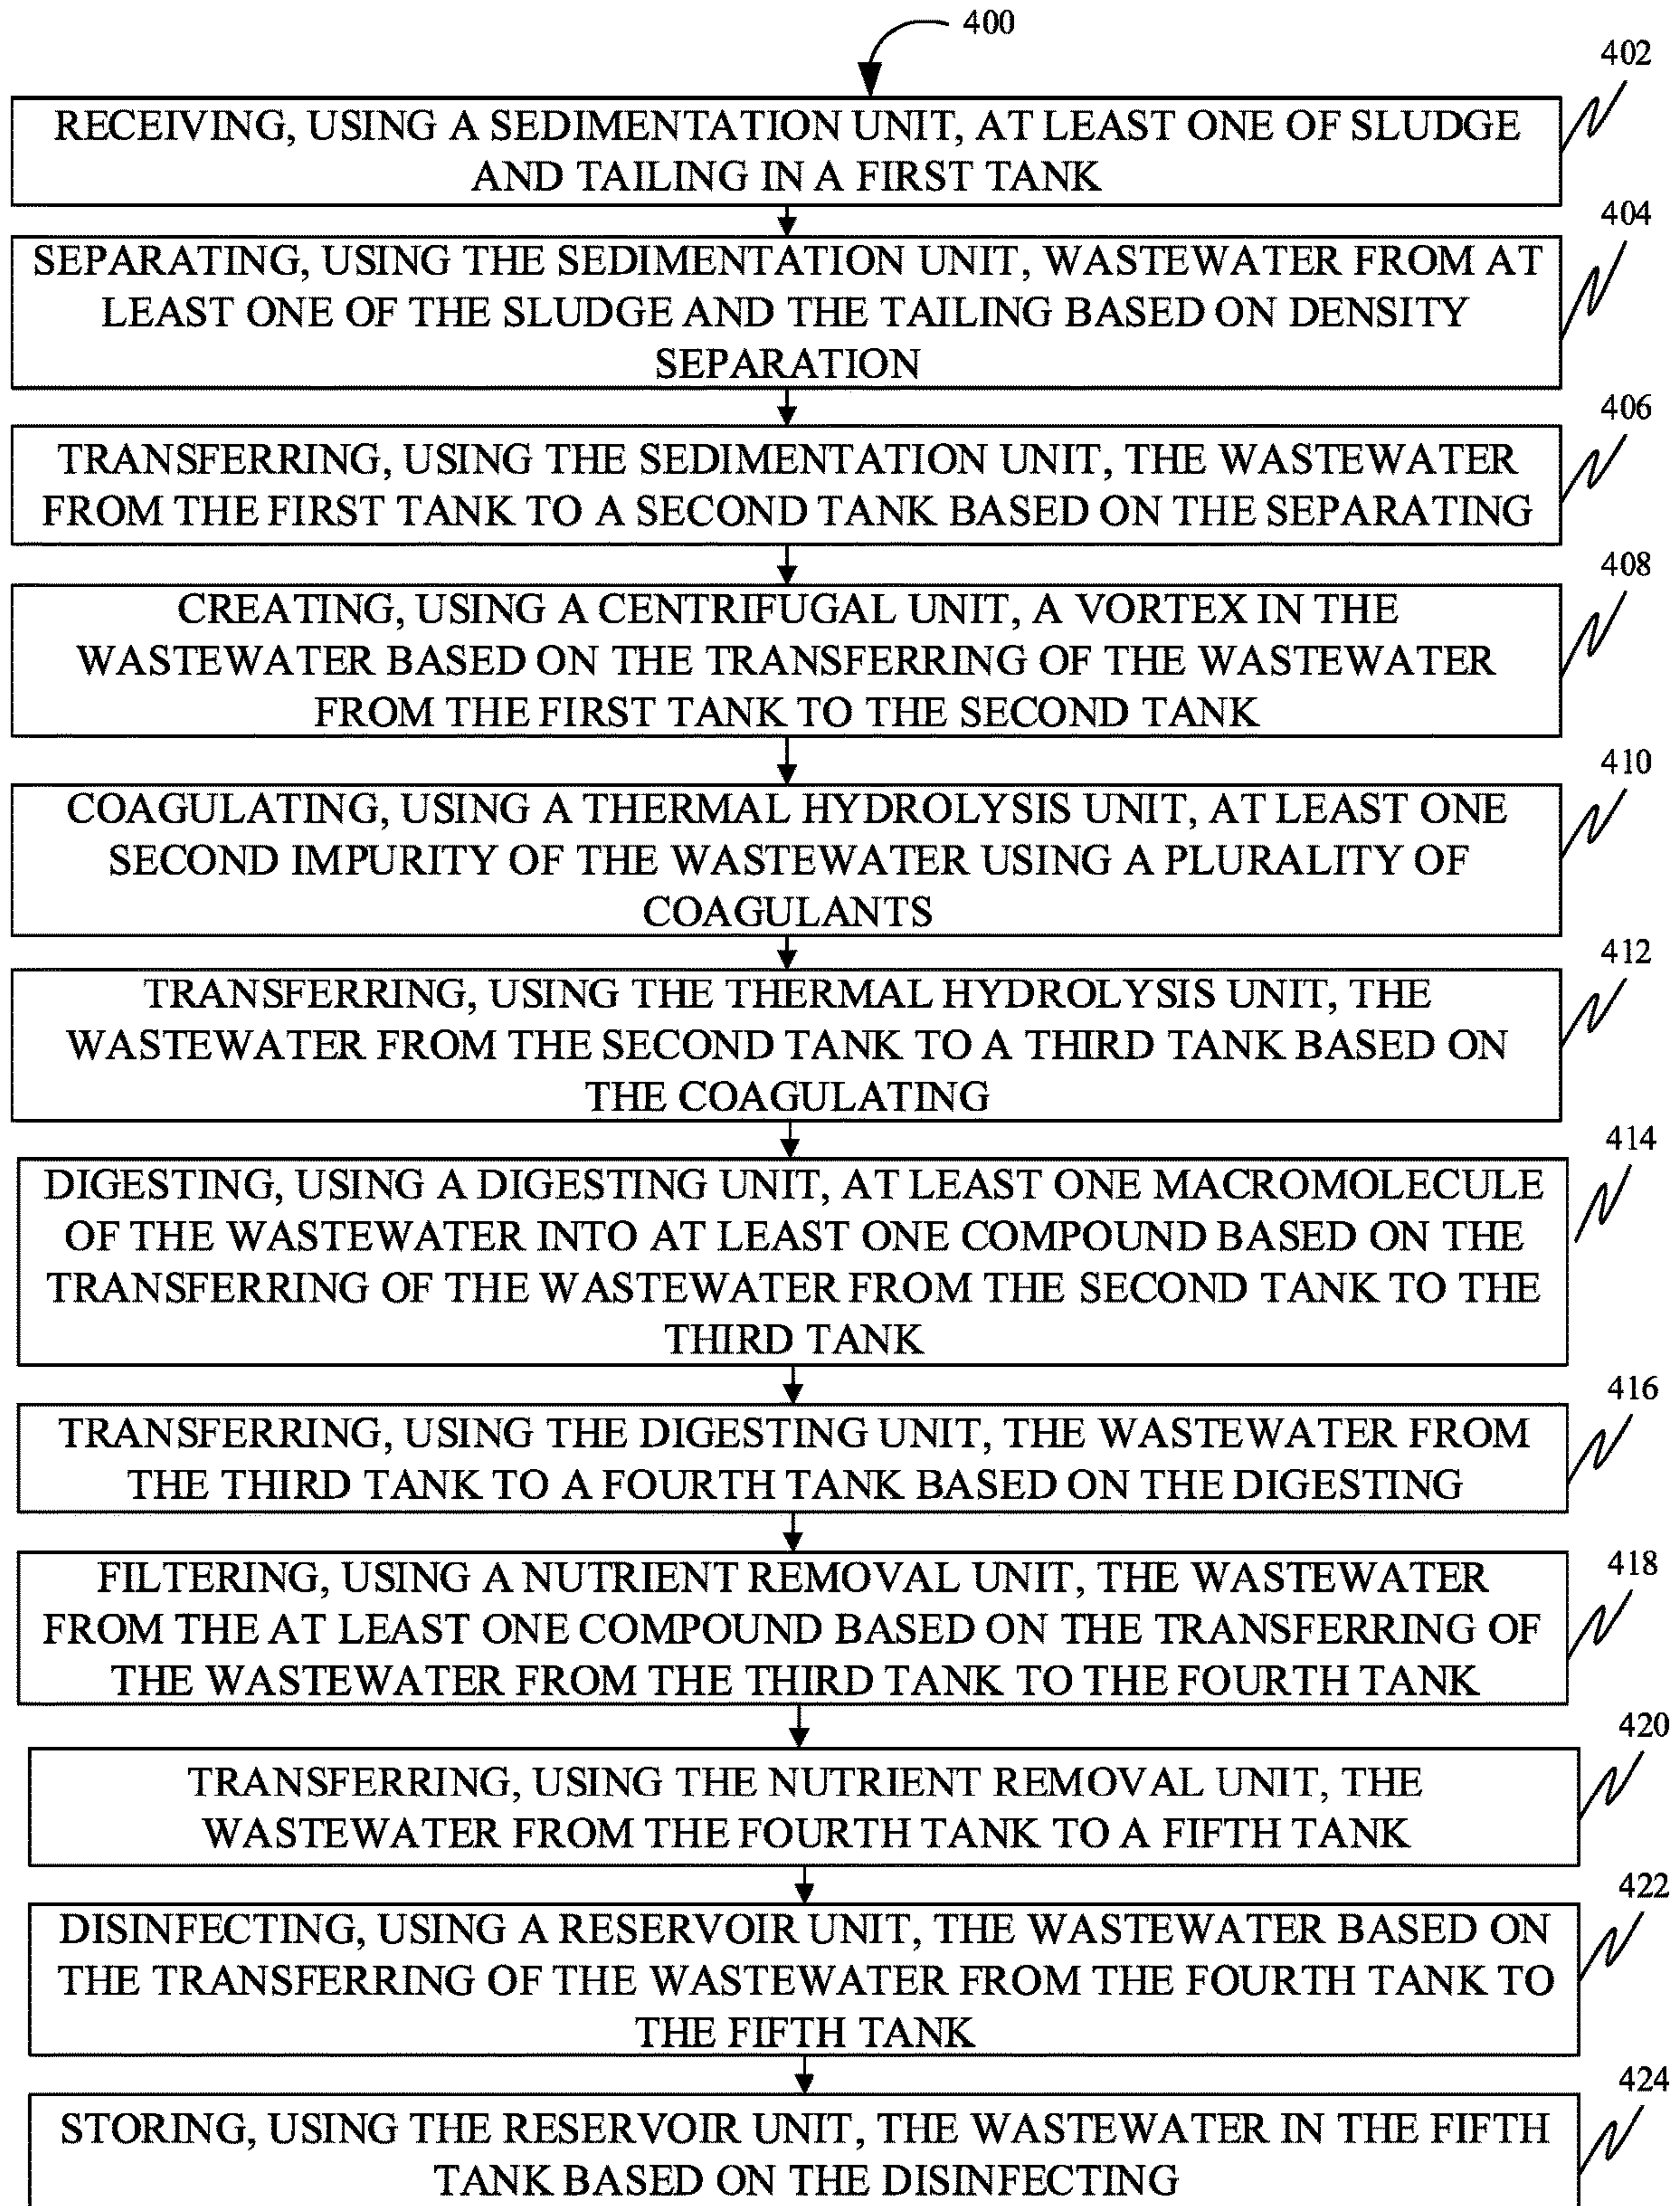 400
402
RECEIVING, USING A SEDIMENTATION UNIT, AT LEAST ONE OF SLUDGE
AND TAILING IN A FIRST TANK
404
SEPARATING, USING THE SEDIMENTATION UNIT, WASTEWATER FROM AT
LEAST ONE OF THE SLUDGE AND THE TAILING BASED ON DENSITY
SEPARATION
406
TRANSFERRING, USING THE SEDIMENTATION UNIT, THE WASTEWATER
FROM THE FIRST TANK TO A SECOND TANK BASED ON THE SEPARATING
408
CREATING, USING A CENTRIFUGAL UNIT, A VORTEX IN THE
WASTEWATER BASED ON THE TRANSFERRING OF THE WASTEWATER
FROM THE FIRST TANK TO THE SECOND TANK
410
COAGULATING, USING A THERMAL HYDROLYSIS UNIT, AT LEAST ONE
SECOND IMPURITY OF THE WASTEWATER USING A PLURALITY OF
COAGULANTS
412
TRANSFERRING, USING THE THERMAL HYDROLYSIS UNIT, THE
WASTEWATER FROM THE SECOND TANK TO A THIRD TANK BASED ON
THE COAGULATING
414
DIGESTING, USING A DIGESTING UNIT, AT LEAST ONE MACROMOLECULE
OF THE WASTEWATER INTO AT LEAST ONE COMPOUND BASED ON THE
TRANSFERRING OF THE WASTEWATER FROM THE SECOND TANK TO THE
THIRD TANK
416
TRANSFERRING, USING THE DIGESTING UNIT, THE WASTEWATER FROM
THE THIRD TANK TO A FOURTH TANK BASED ON THE DIGESTING
418
FILTERING, USING A NUTRIENT REMOVAL UNIT, THE WASTEWATER
FROM THE AT LEAST ONE COMPOUND BASED ON THE TRANSFERRING OF
THE WASTEWATER FROM THE THIRD TANK TO THE FOURTH TANK
420
TRANSFERRING, USING THE NUTRIENT REMOVAL UNIT, THE
WASTEWATER FROM THE FOURTH TANK TO A FIFTH TANK
422
DISINFECTING, USING A RESERVOIR UNIT, THE WASTEWATER BASED ON
THE TRANSFERRING OF THE WASTEWATER FROM THE FOURTH TANK TO
THE FIFTH TANK
424
STORING, USING THE RESERVOIR UNIT, THE WASTEWATER IN THE FIFTH
TANK BASED ON THE DISINFECTING